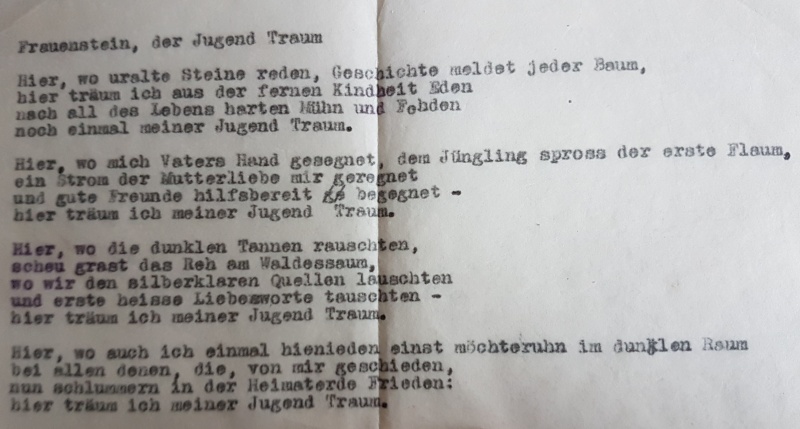 Frauenstein, der Jugend Traum
Hier, wo uralte Steine reden, Geschichte meldet jeder Baum,
hier träum ich aus der fernen Kindheit Eden
nach all des Lebens harten Mühn und Fehden
noch einmal meiner Jugend Traum.
Hier, wo mich Vaters Hand gesegnet, dem Jüngling spross der erste Flaum,
ein Strom der Mutterliebe mir geregnet
und gute Freunde hilfsbereit begegnet -
hier träum ich meiner Jugend Traum.
Hier, wo die dunklen Tannen rauschten,
scheu grast das Reh am Waldessaum,
wo wir den silberklaren Quellen lauschten
und erste heisse Liebesworte tauschten -
hier träum ich meiner Jugend Traum.
Hier, wo auch ich einmal hienieden einst möchteruhn im dunklen Raum
bei allen denen, die, von mir geschieden,
nun schlummern in der Heimaterde Frieden:
hier träum ich meiner Jugend Traum.